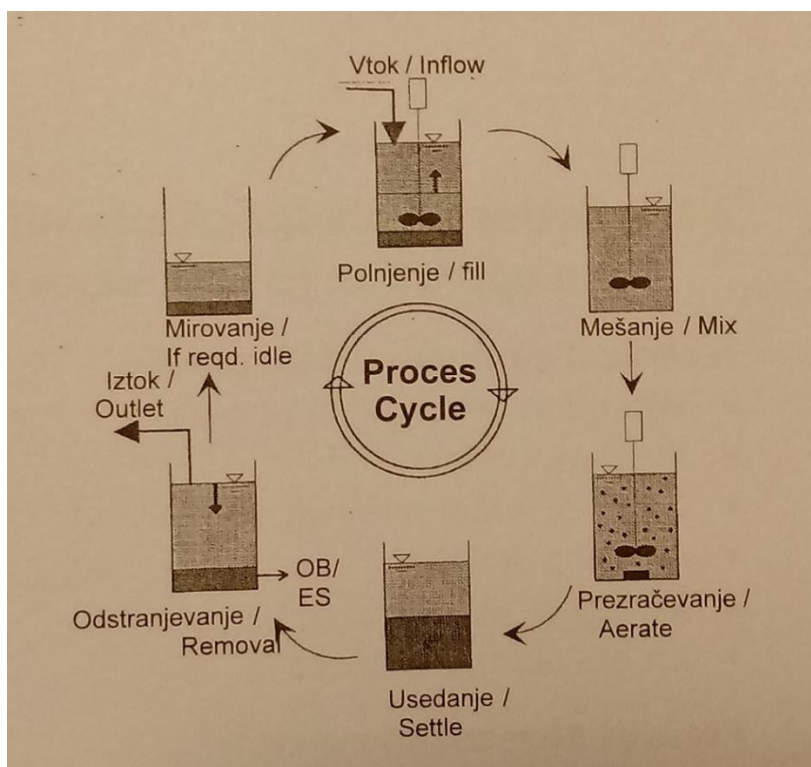 Vtok / Inflow
Polnjenje / fill
Mešanje / Mix
Prezračevanje /
Aerate
Usedanje /
Settle
Odstranjevanje /
Removal
OB/
ES
Iztok /
Outlet
Mirovanje /
If reqd. idle
Proces
Cycle